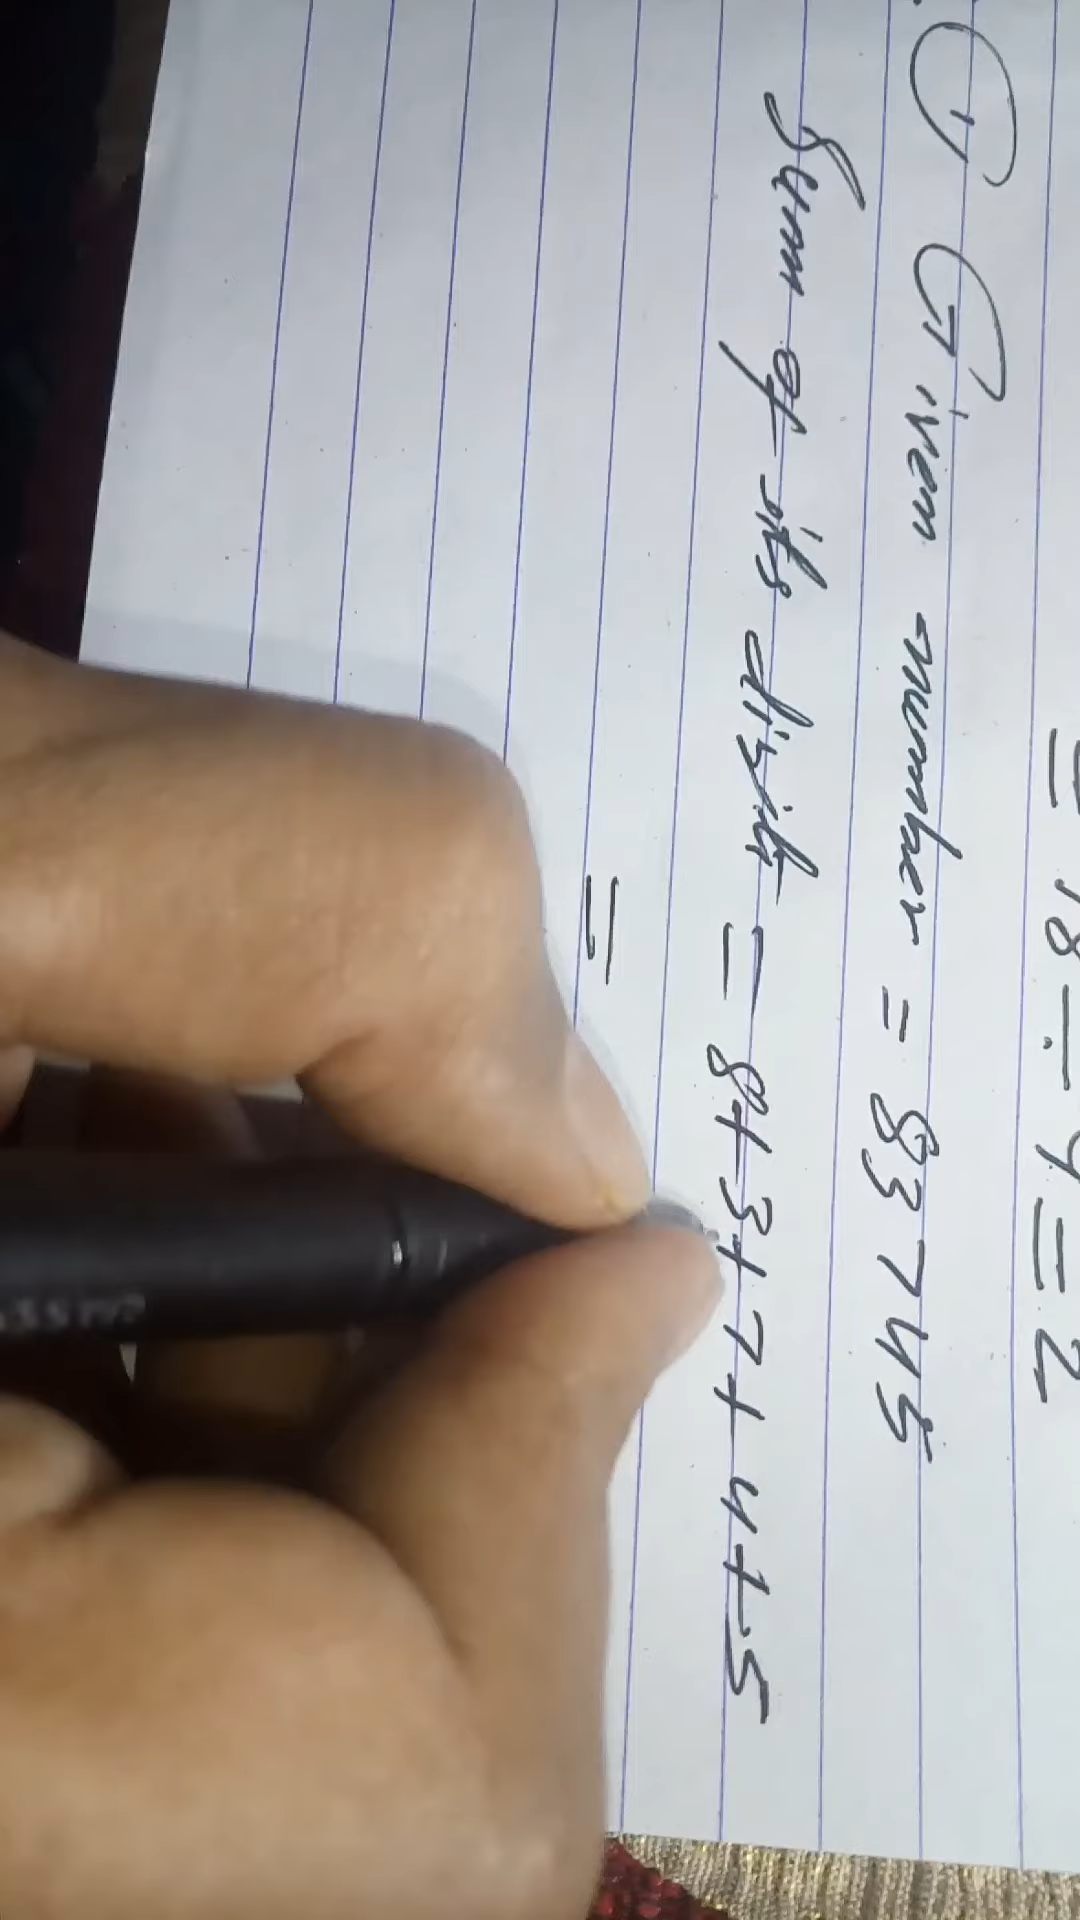 = 18 ÷ 9 = 2
Given number = 83745
Sum of its digits = 8+3+7+4+5
=